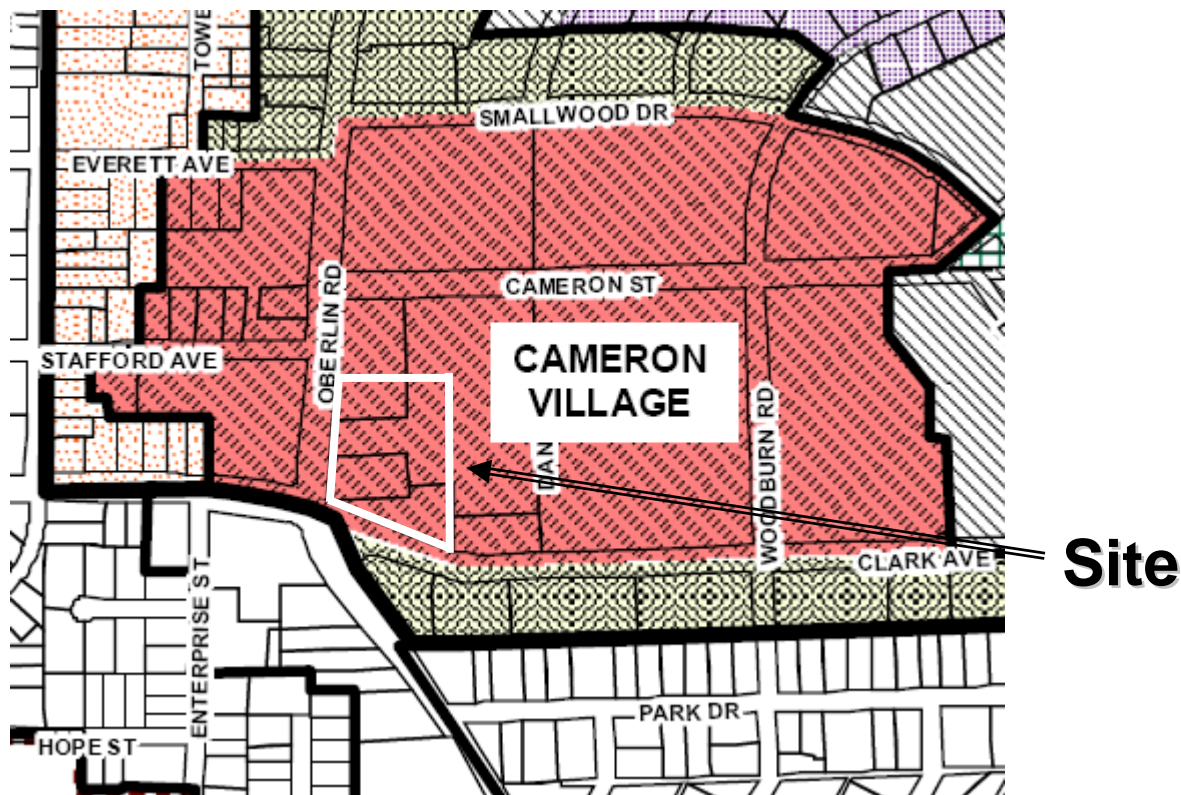 TOWE
SMALLWOOD DR
EVERETT AVE
OBERLIN RD
CAMERON ST
STAFFORD AVE
CAMERON
VILLAGE
DAN
WOODBURN RD
CLARK AVE
Site
ENTERPRISE ST
PARK DR
HOPE ST